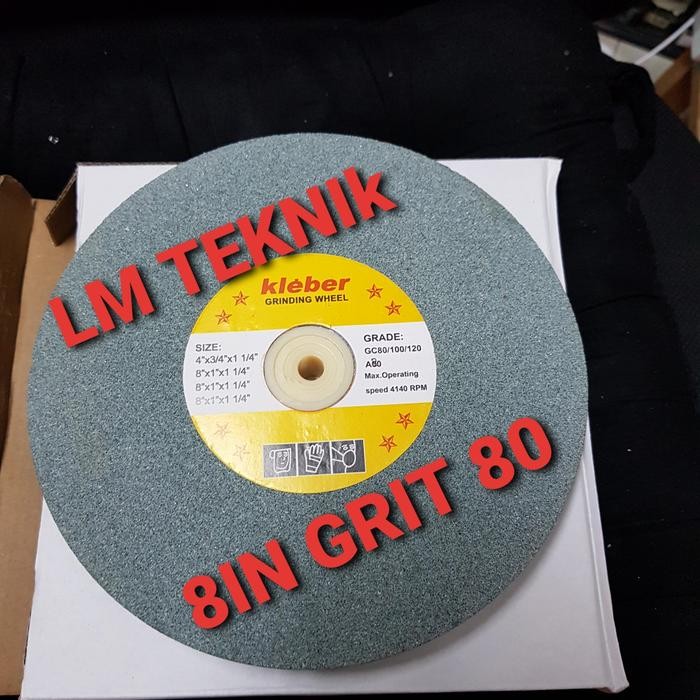 LM TEKNIk
kleber
GRINDING WHEEL
SIZE:
4"x3/4"x1 1/4"
8"x1"x1 1/4"
8"x1"x1 1/4"
8"x1"x1 1/4"
GRADE:
GC80/100/120
Max.Operating
speed 4140 RPM
8IN GRIT 80